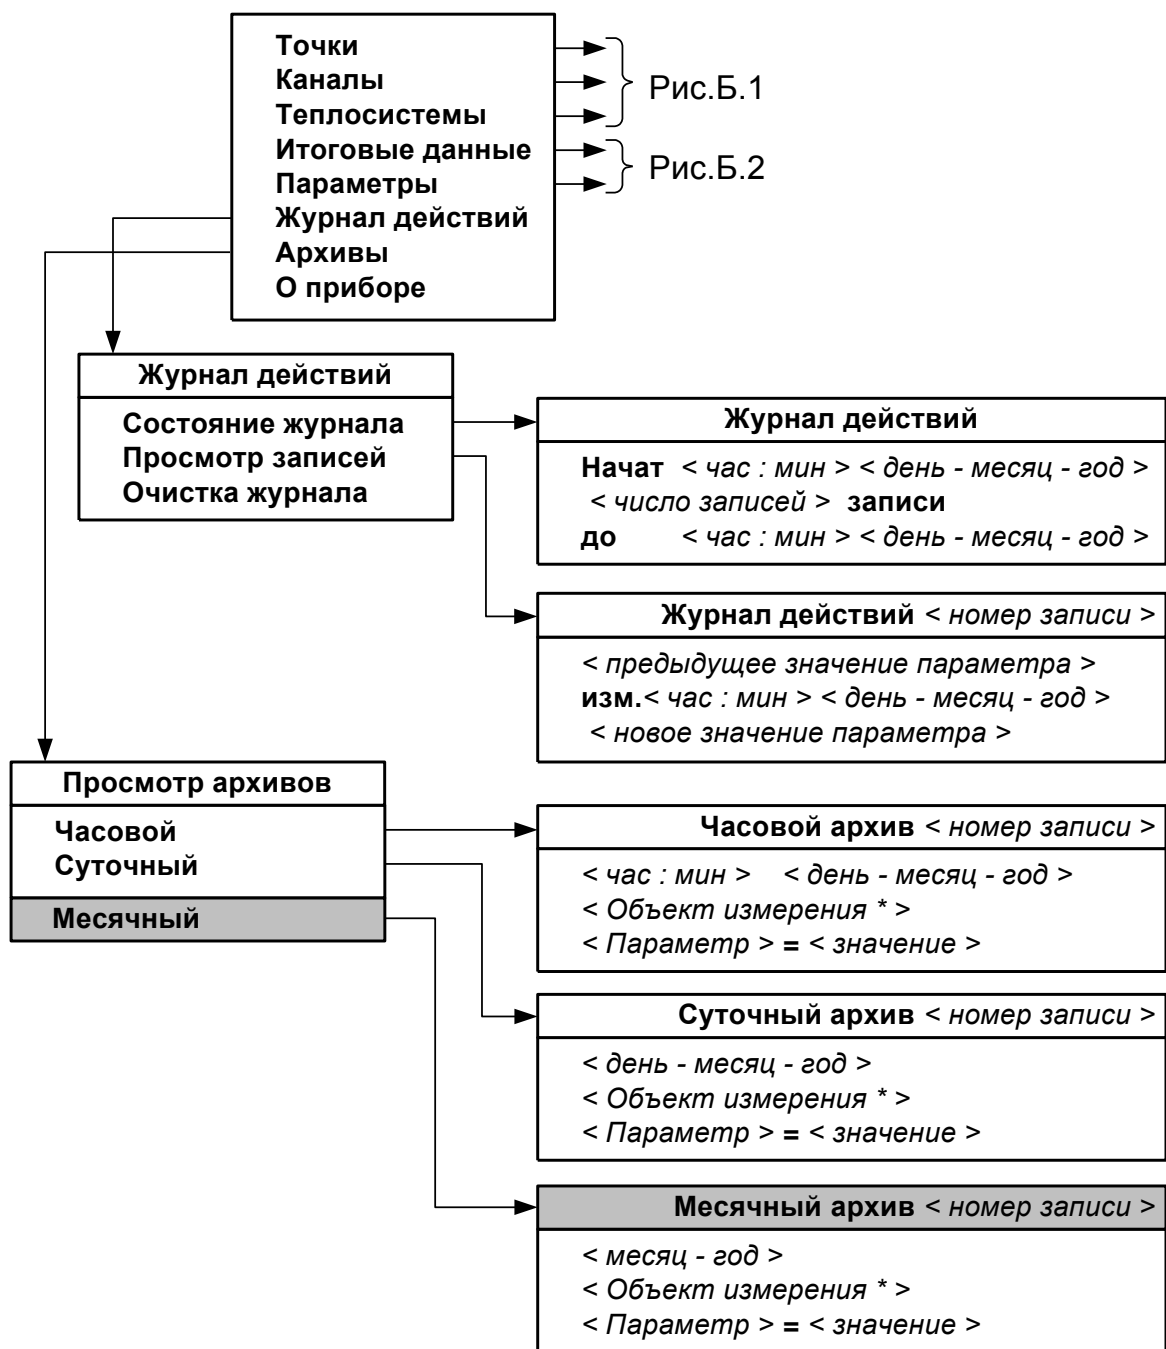 Точки
Каналы
Теплосистемы
Итоговые данные
Параметры
Журнал действий
Архивы
О приборе
Рис.Б.1
Рис.Б.2
Журнал действий
Состояние журнала
Просмотр записей
Очистка журнала
Журнал действий
Начат < час : мин > < день - месяц - год >
< число записей > записи
до < час : мин > < день - месяц - год >
Журнал действий < номер записи >
< предыдущее значение параметра >
изм.< час : мин > < день - месяц - год >
< новое значение параметра >
Просмотр архивов
Часовой
Суточный
Месячный
Часовой архив < номер записи >
< час : мин > < день - месяц - год >
< Объект измерения * >
< Параметр > = < значение >
Суточный архив < номер записи >
< день - месяц - год >
< Объект измерения * >
< Параметр > = < значение >
Месячный архив < номер записи >
< месяц - год >
< Объект измерения * >
< Параметр > = < значение >